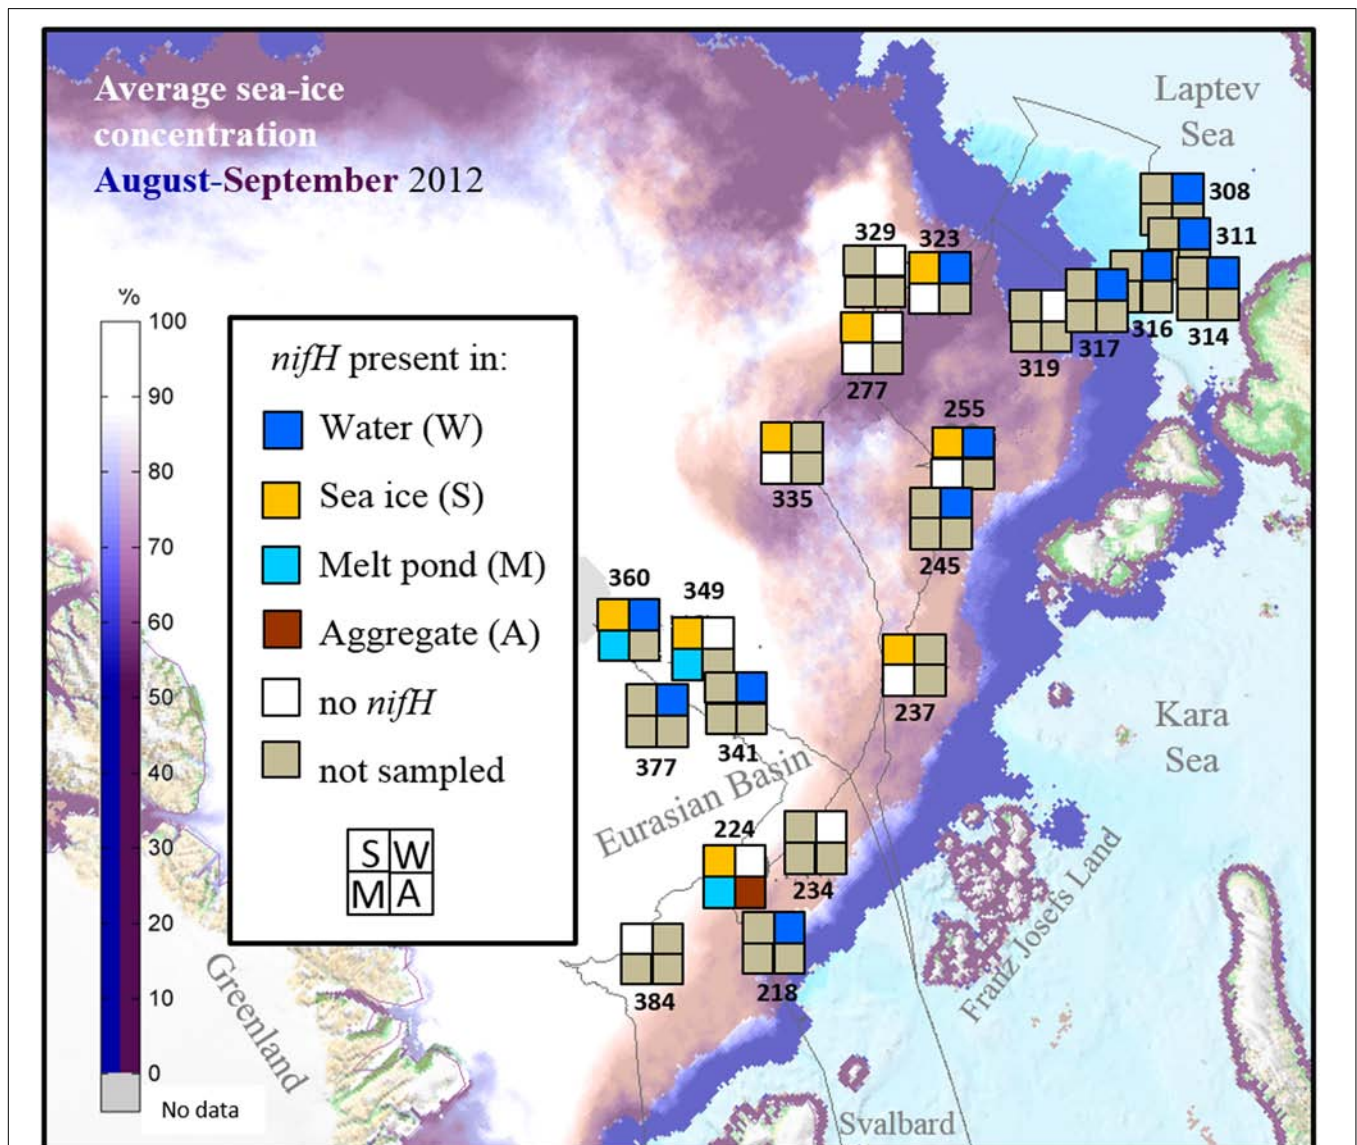 Average sea-ice
concentration
August-September 2012
Laptev
Sea
%
100
90
80
70
60
50
40
30
20
10
0
No data
nifH present in:
Water (W)
Sea ice (S)
Melt pond (M)
Aggregate (A)
no nifH
not sampled
S W
M A
308
311
329 323
316
314
317
319
277
255
335
245
360
349
237
377
341
Kara
Sea
Eurasian Basin
224
234
384
218
Greenland
Franz Josefs Land
Svalbard